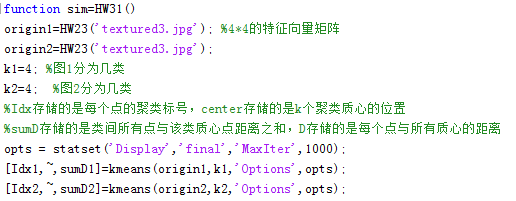 function sim=HW31()
origin1=HW23('textured3.jpg'); %4*4的特征向量矩阵
origin2=HW23('textured3.jpg');
k1=4; %图1分为几类
k2=4;  %图2分为几类
%Idx存储的是每个点的聚类标号，center存储的是k个聚类质心的位置
%sumD存储的是类间所有点与该类质心点距离之和，D存储的是每个点与所有质心的距离
opts = statset('Display','final','MaxIter',1000);
[Idx1,~,sumD1]=kmeans(origin1,k1,'Options',opts);
[Idx2,~,sumD2]=kmeans(origin2,k2,'Options',opts);